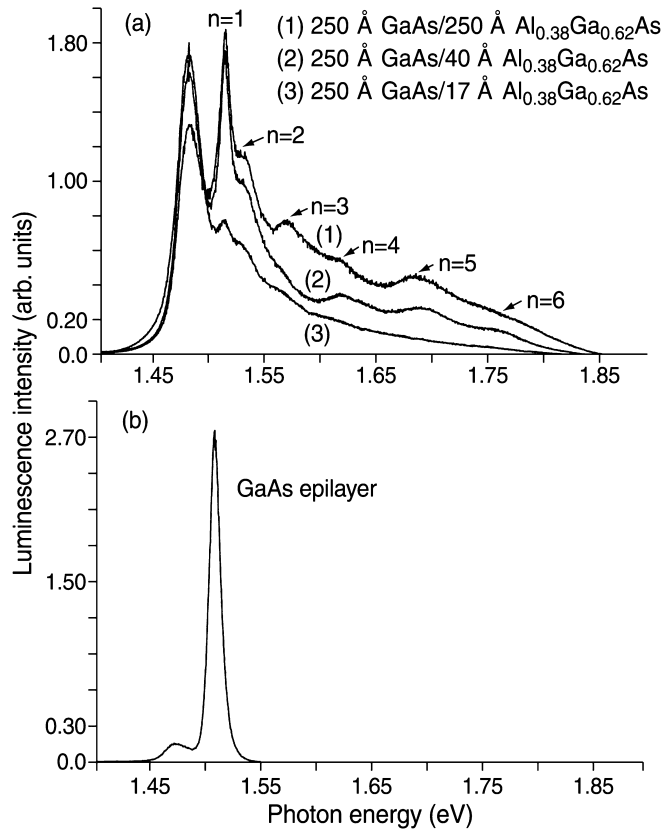 (a)
n=1
(1) 250 Å GaAs/250 Å Al0.38Ga0.62As
(2) 250 Å GaAs/40 Å Al0.38Ga0.62As
(3) 250 Å GaAs/17 Å Al0.38Ga0.62As
1.80
n=2
1.00
n=3
(1)
n=4
n=5
(2)
n=6
0.20
(3)
0.0
1.45 1.55 1.65 1.75 1.85
Luminescence intensity (arb. units)
(b)
2.70
GaAs epilayer
1.50
0.30
0.0
1.45 1.55 1.65 1.75 1.85
Photon energy (eV)